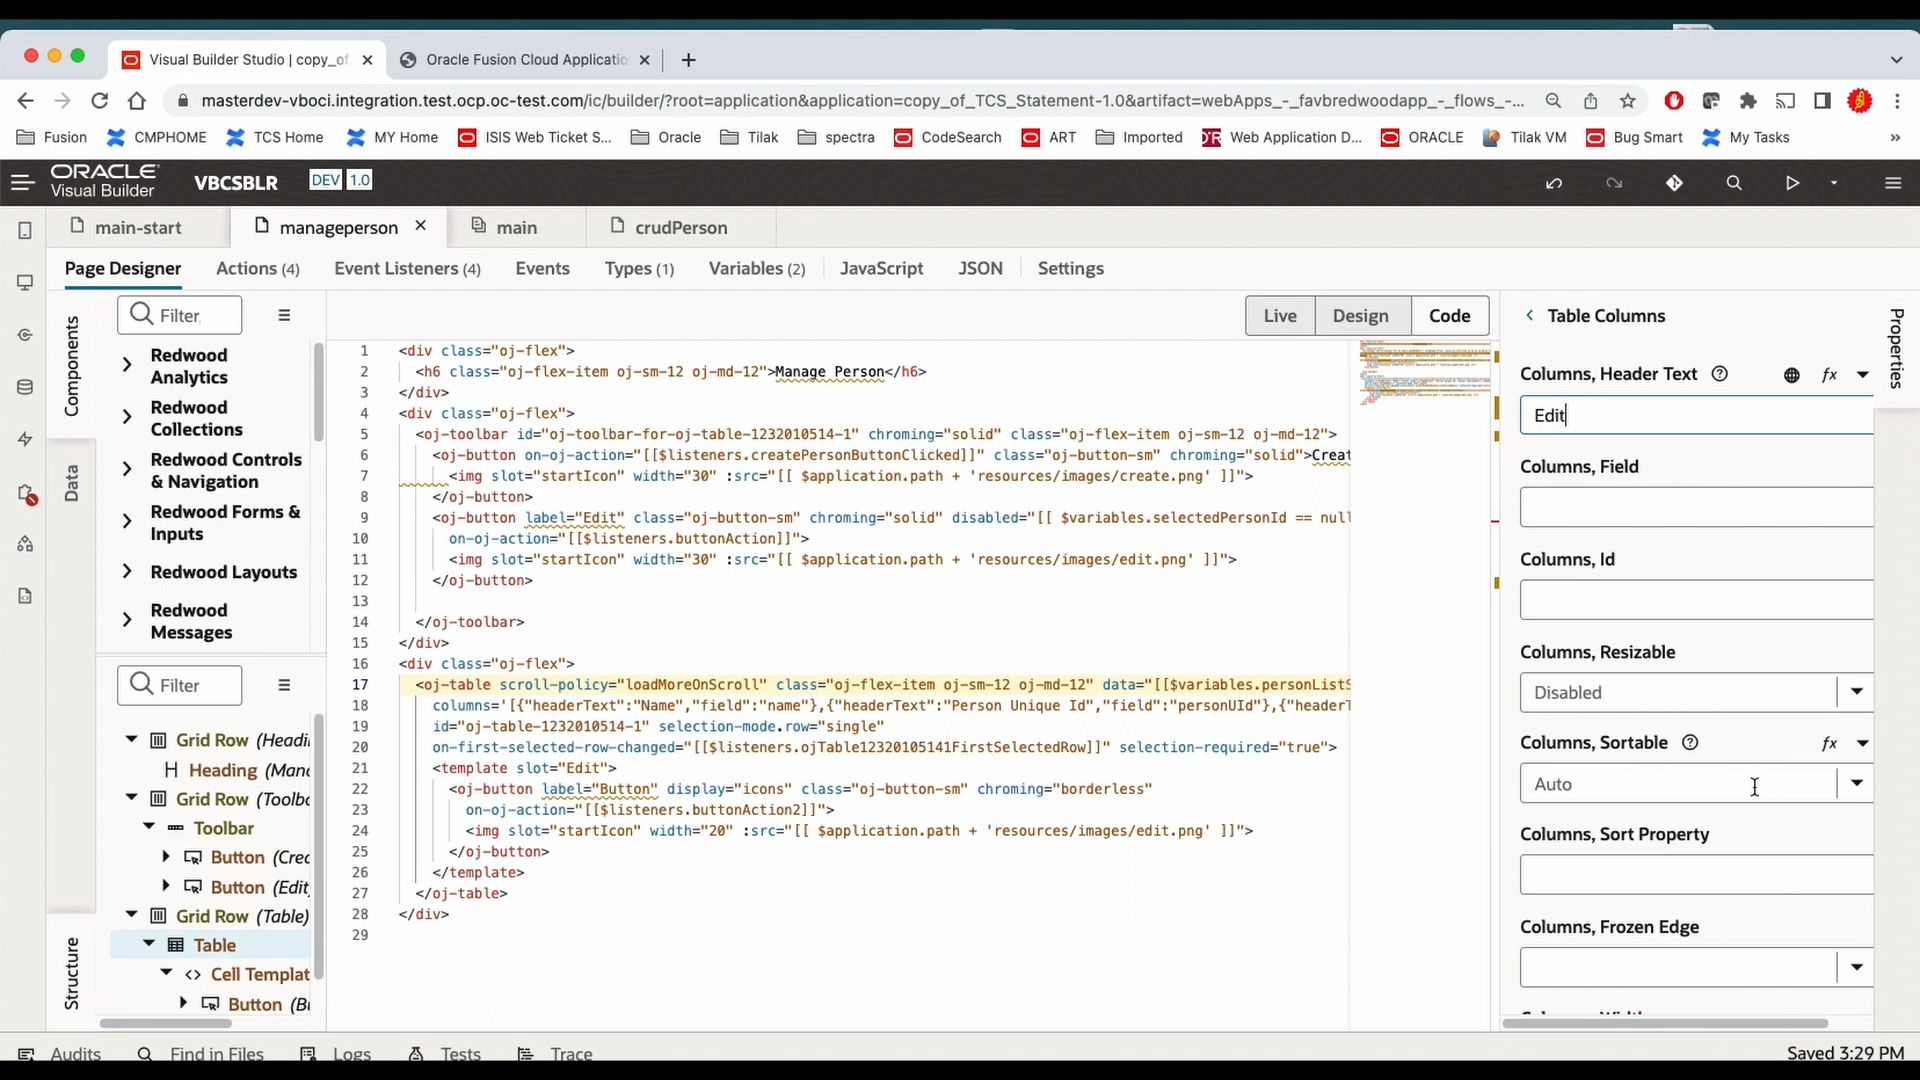 Visual Builder Studio | copy_of
Oracle Fusion Cloud Applicatio
masterdev-vboci.integration.test.ocp.oc-test.com/ic/builder/?root=application&application=copy_of_TCS_Statement-1.0&artifact=webApps_-_favbredwoodapp_-_flows_-...
Fusion
CMPHOME
TCS Home
MY Home
ISIS Web Ticket S...
Oracle
Tilak
spectra
CodeSearch
ART
Imported
Web Application D...
ORACLE
Tilak VM
Bug Smart
My Tasks
»
ORACLE
Visual Builder
VBCSBLR
DEV 1.0
main-start
manageperson
main
crudPerson
Page Designer
Actions (4)
Event Listeners (4)
Events
Types (1)
Variables (2)
JavaScript
JSON
Settings
Components
Data
Filter
Redwood
Analytics
Redwood
Collections
Redwood Controls
& Navigation
Redwood Forms &
Inputs
Redwood Layouts
Redwood
Messages
Structure
Filter
Grid Row (Headi
H Heading (Mana
Grid Row (Toolba
Toolbar
Button (Crea
Button (Edit
Grid Row (Table)
Table
<> Cell Templat
Button (Bu
Live
Design
Code
1 <div class="oj-flex">
2 <h6 class="oj-flex-item oj-sm-12 oj-md-12">Manage Person</h6>
3 </div>
4 <div class="oj-flex">
5 <oj-toolbar id="oj-toolbar-for-oj-table-1232010514-1" chroming="solid" class="oj-flex-item oj-sm-12 oj-md-12">
6 <oj-button on-oj-action="[[$listeners.createPersonButtonClicked]]" class="oj-button-sm" chroming="solid">Creat
7 <img slot="startIcon" width="30" :src="[[ $application.path + 'resources/images/create.png' ]]">
8 </oj-button>
9 <oj-button label="Edit" class="oj-button-sm" chroming="solid" disabled="[[ $variables.selectedPersonId == null
10 on-oj-action="[[$listeners.buttonAction]]">
11 <img slot="startIcon" width="30" :src="[[ $application.path + 'resources/images/edit.png' ]]">
12 </oj-button>
13
14 </oj-toolbar>
15 </div>
16 <div class="oj-flex">
17 <oj-table scroll-policy="loadMoreOnScroll" class="oj-flex-item oj-sm-12 oj-md-12" data="[[$variables.personListS
18 columns='[{"headerText":"Name","field":"name"},{"headerText":"Person Unique Id","field":"personUId"},{"headerT
19 id="oj-table-1232010514-1" selection-mode.row="single"
20 on-first-selected-row-changed="[[$listeners.ojTable12320105141FirstSelectedRow]]" selection-required="true">
21 <template slot="Edit">
22 <oj-button label="Button" display="icons" class="oj-button-sm" chroming="borderless"
23 on-oj-action="[[$listeners.buttonAction2]]">
24 <img slot="startIcon" width="20" :src="[[ $application.path + 'resources/images/edit.png' ]]">
25 </oj-button>
26 </template>
27 </oj-table>
28 </div>
29
Table Columns
Properties
Columns, Header Text
fx
Edit
Columns, Field
Columns, Id
Columns, Resizable
Disabled
Columns, Sortable
fx
Auto
Columns, Sort Property
Columns, Frozen Edge
Audits
Find in Files
Logs
Tests
Trace
Saved 3:29 PM